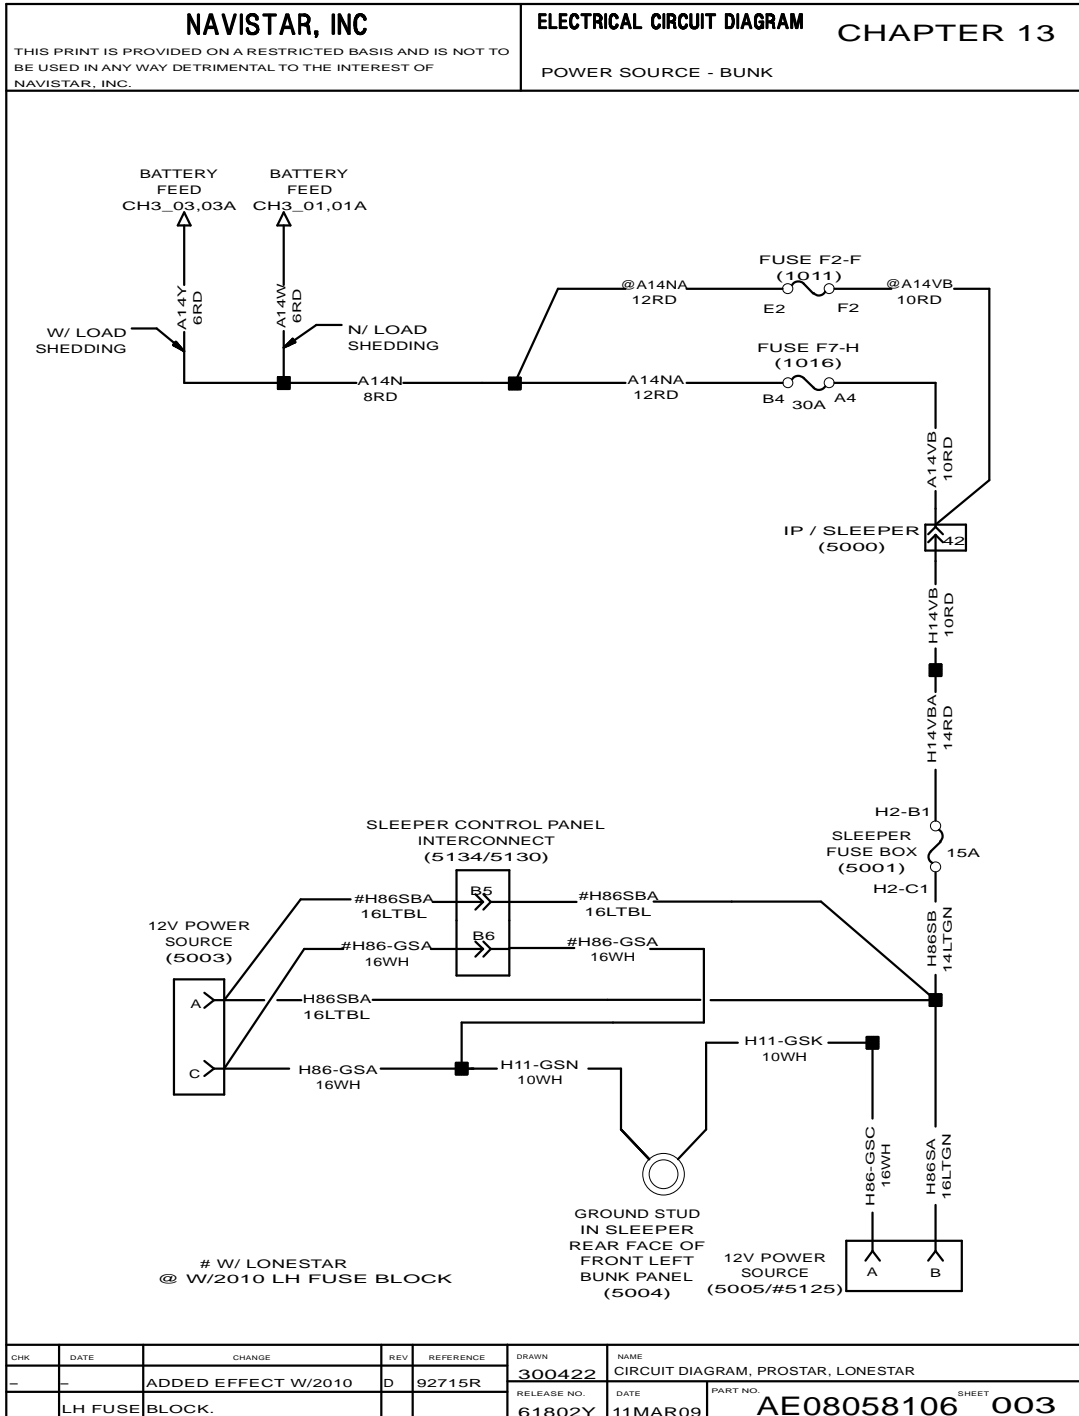 NAVISTAR, INC
THIS PRINT IS PROVIDED ON A RESTRICTED BASIS AND IS NOT TO
BE USED IN ANY WAY DETRIMENTAL TO THE INTEREST OF
NAVISTAR, INC.
ELECTRICAL CIRCUIT DIAGRAM
CHAPTER 13
POWER SOURCE - BUNK
BATTERY
FEED
CH3_03,03A
BATTERY
FEED
CH3_01,01A
A14Y
6RD
A14W
6RD
W/ LOAD
SHEDDING
N/ LOAD
SHEDDING
A14N
8RD
@A14NA
12RD
FUSE F2-F
(1011)
E2
F2
@A14VB
10RD
A14NA
12RD
FUSE F7-H
(1016)
B4
30A
A4
A14VB
10RD
IP / SLEEPER
(5000)
42
H14VB
10RD
H14VBA
14RD
H2-B1
SLEEPER
FUSE BOX
(5001)
15A
H2-C1
H86SB
14LTGN
SLEEPER CONTROL PANEL
INTERCONNECT
(5134/5130)
#H86SBA
16LTBL
B5
#H86SBA
16LTBL
#H86-GSA
16WH
B6
#H86-GSA
16WH
12V POWER
SOURCE
(5003)
A
H86SBA
16LTBL
C
H86-GSA
16WH
H11-GSN
10WH
H11-GSK
10WH
H86-GSC
16WH
H86SA
16LTGN
GROUND STUD
IN SLEEPER
REAR FACE OF
FRONT LEFT
BUNK PANEL
(5004)
12V POWER
SOURCE
(5005/#5125)
A
B
# W/ LONESTAR
@ W/2010 LH FUSE BLOCK
CHK DATE CHANGE REV REFERENCE
– – ADDED EFFECT W/2010 D 92715R
LH FUSE BLOCK.
DRAWN
300422
NAME
CIRCUIT DIAGRAM, PROSTAR, LONESTAR
RELEASE NO.
61802Y
DATE
11MAR09
PART NO.
AE08058106
SHEET
003